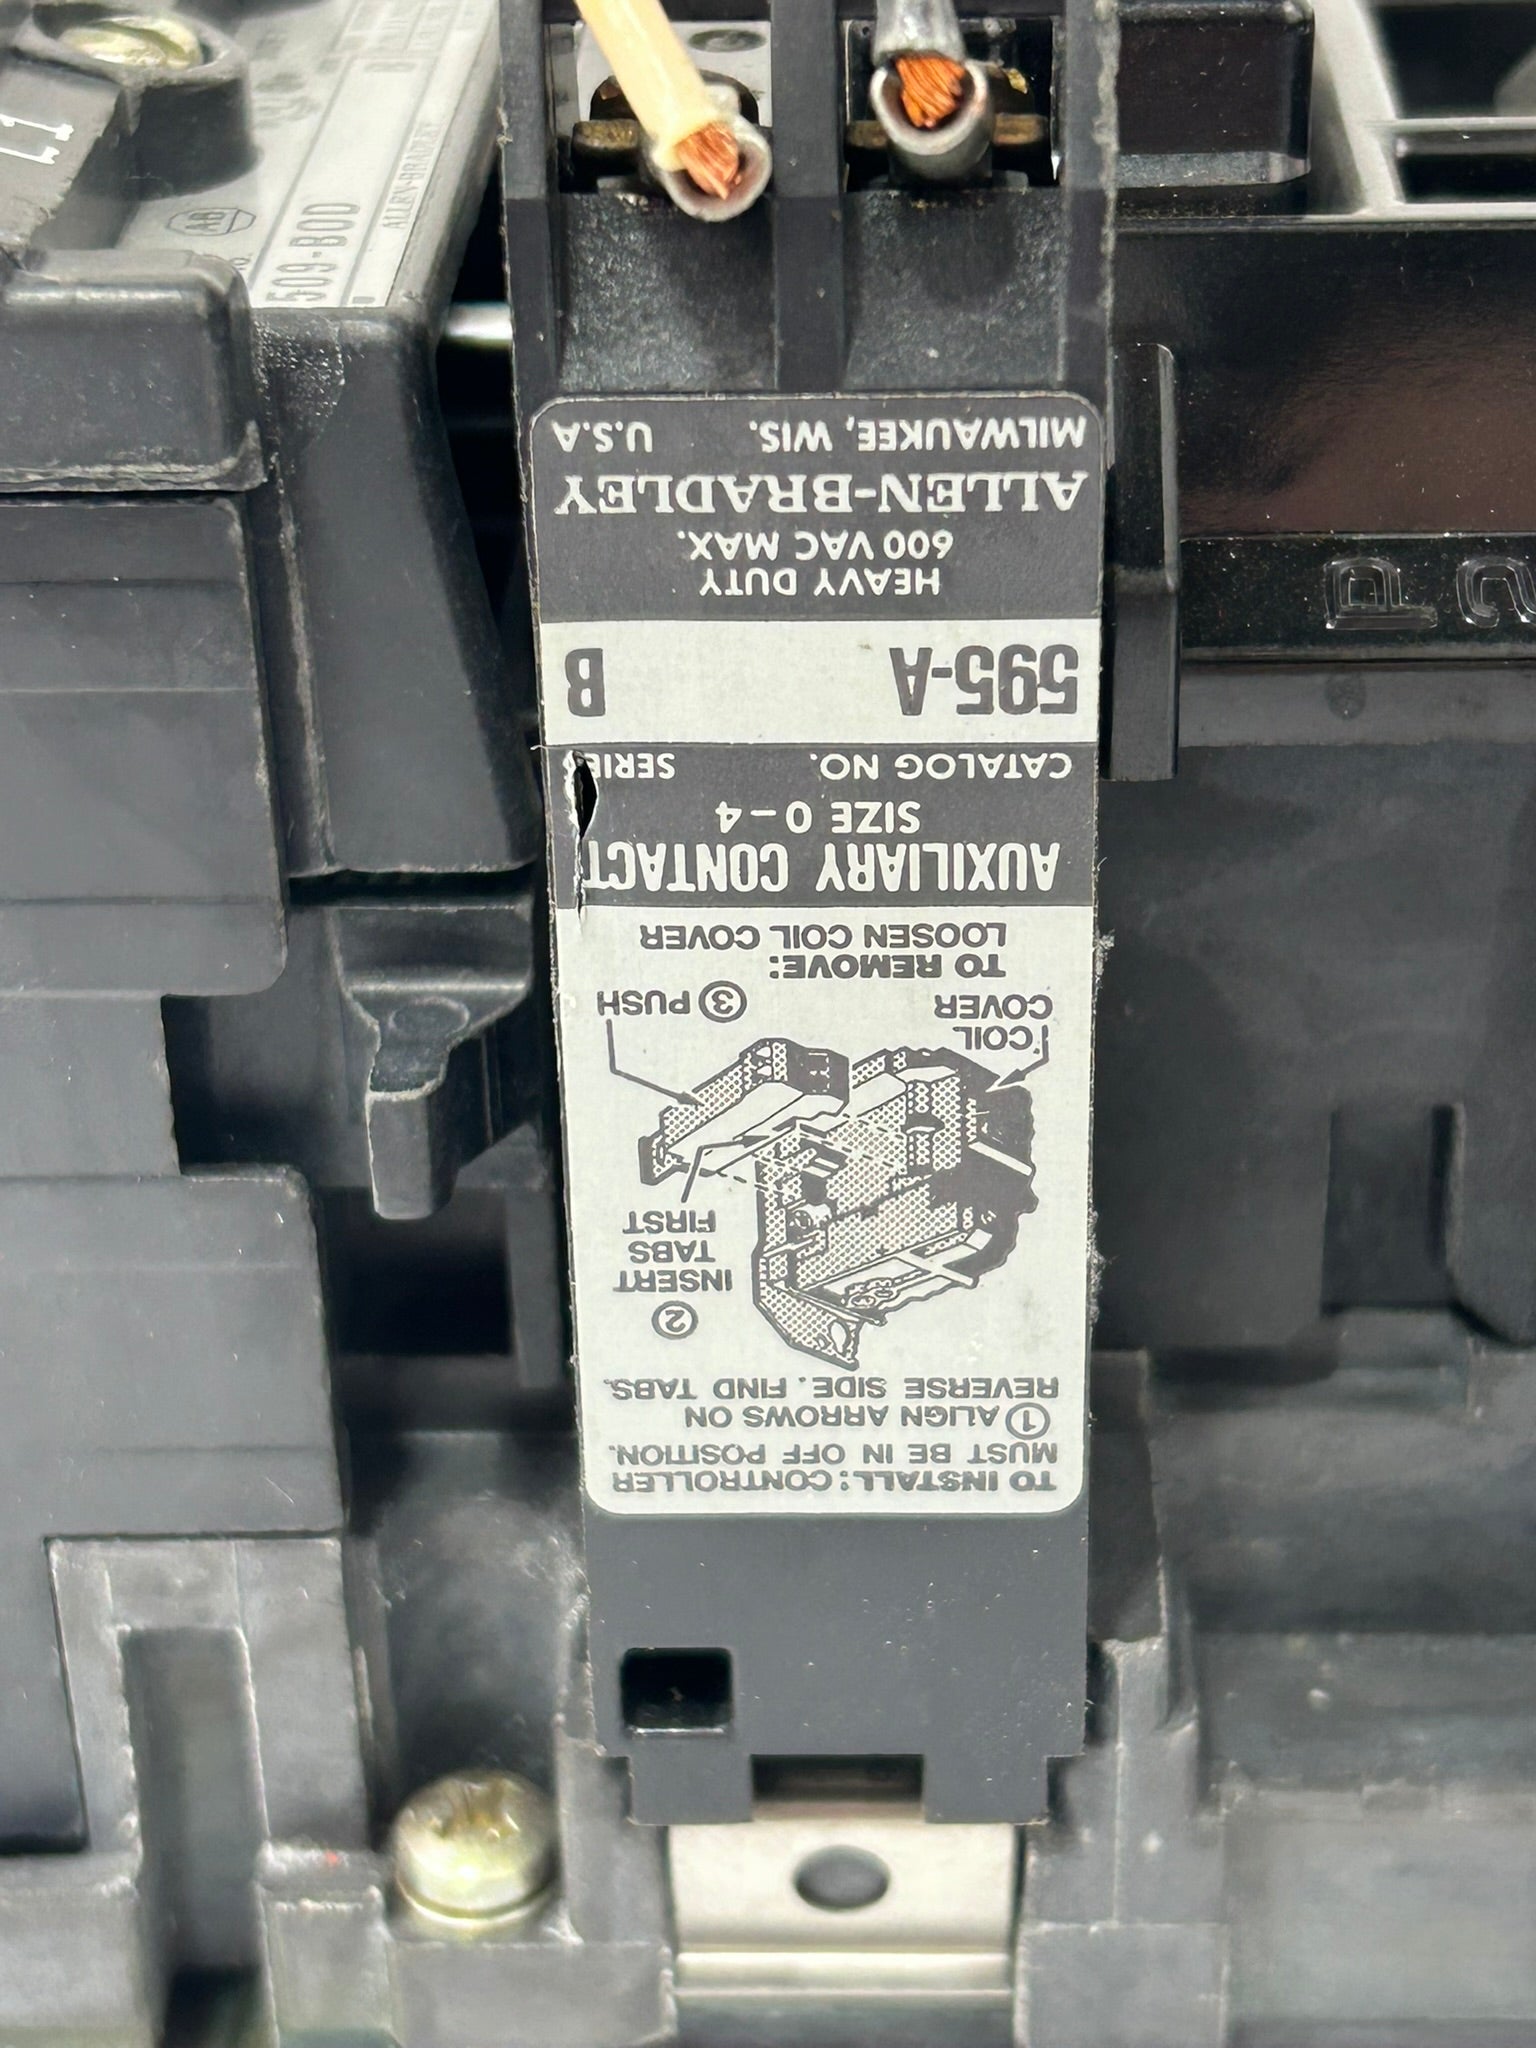 TO INSTALL: CONTROLLER
MUST BE IN OFF POSITION.
① ALIGN ARROWS ON
REVERSE SIDE. FIND TABS.
②
INSERT
TABS
FIRST
COIL
COVER
③ PUSH
TO REMOVE:
LOOSEN COIL COVER
AUXILIARY CONTACT
SIZE 0-4
CATALOG NO. SERIES
595-A B
HEAVY DUTY
600 VAC MAX.
ALLEN-BRADLEY
MILWAUKEE, WIS. U.S.A
L1
AB
509-BOD
ALLEN-BRADLEY